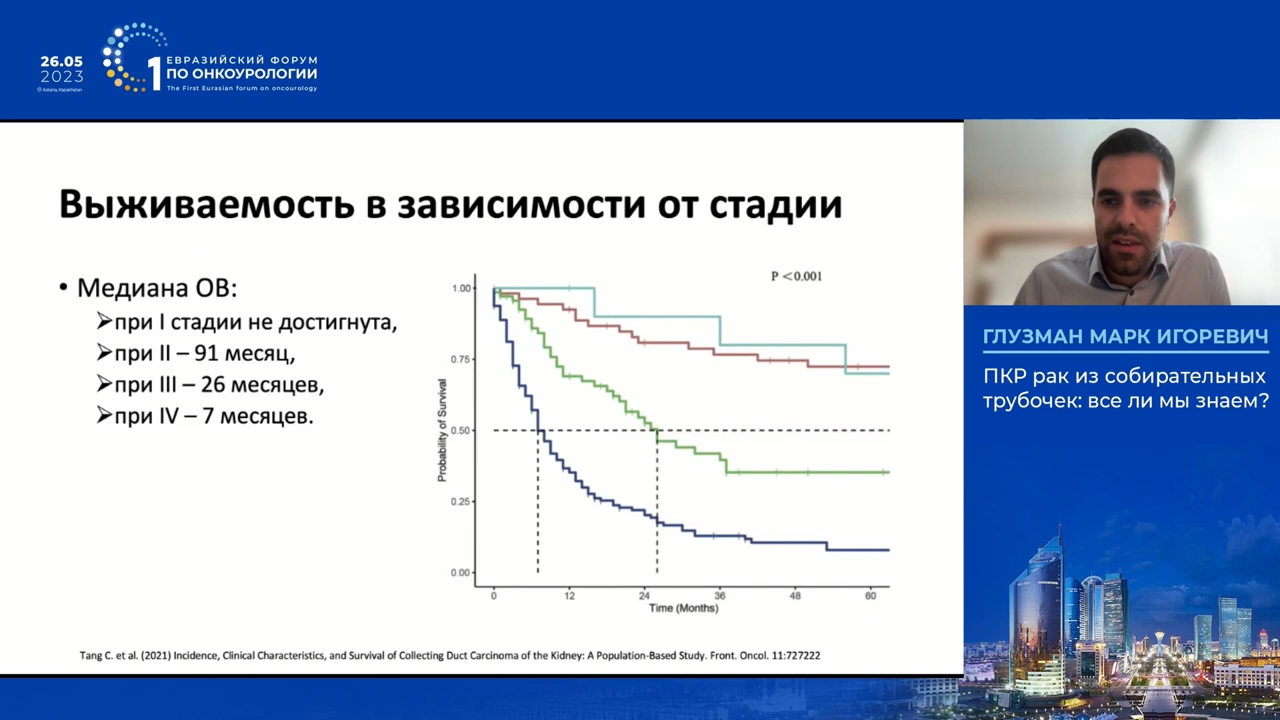 26.05
2023
Astana, Kazakhstan
1
ЕВРАЗИЙСКИЙ ФОРУМ
ПО ОНКОУРОЛОГИИ
The First Eurasian forum on oncourology
Выживаемость в зависимости от стадии
• Медиана ОВ:
➢при I стадии не достигнута,
➢при II – 91 месяц,
➢при III – 26 месяцев,
➢при IV – 7 месяцев.
P <0.001
Probability of Survival
1.00
0.75
0.50
0.25
0.00
0 12 24 36 48 60
Time (Months)
Tang C. et al. (2021) Incidence, Clinical Characteristics, and Survival of Collecting Duct Carcinoma of the Kidney: A Population-Based Study. Front. Oncol. 11:727222
ГЛУЗМАН МАРК ИГОРЕВИЧ
ПКР рак из собирательных
трубочек: все ли мы знаем?